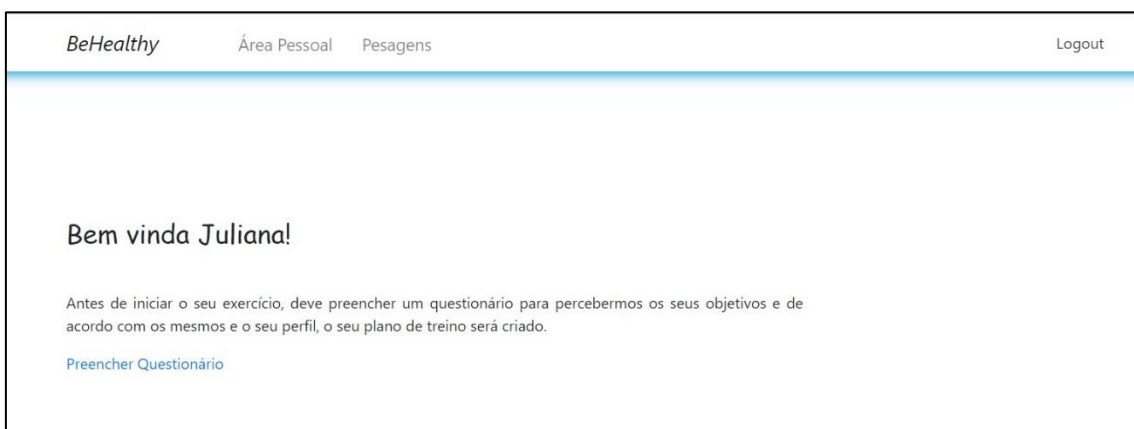 BeHealthy Área Pessoal Pesagens Logout
Bem vinda Juliana!
Antes de iniciar o seu exercício, deve preencher um questionário para percebermos os seus objetivos e de
acordo com os mesmos e o seu perfil, o seu plano de treino será criado.
Preencher Questionário